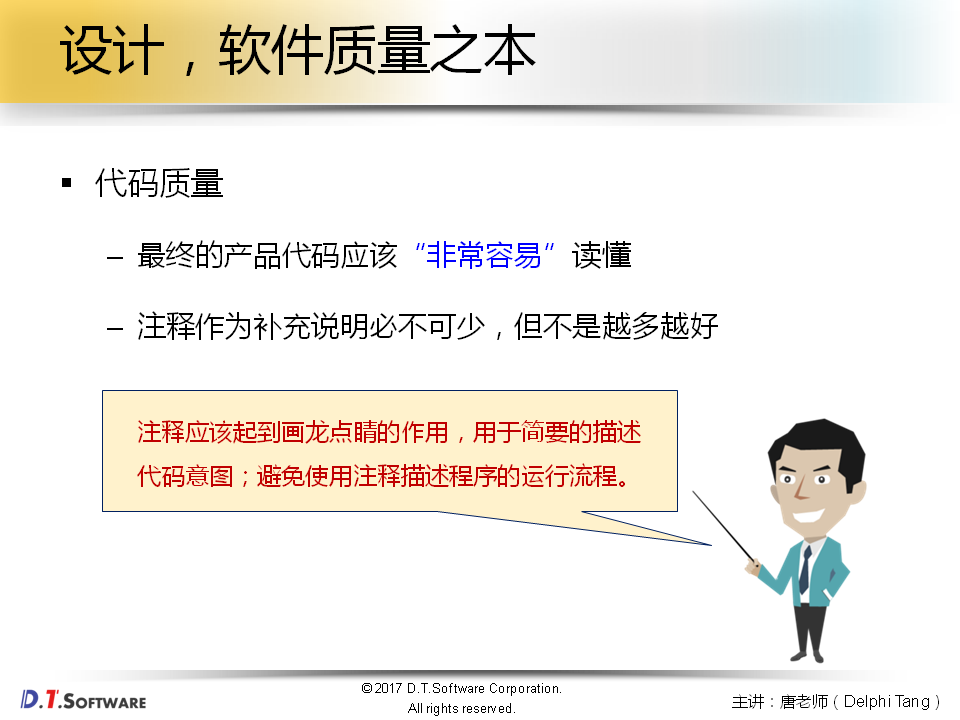 设计，软件质量之本
▪ 代码质量
– 最终的产品代码应该“非常容易”读懂
– 注释作为补充说明必不可少，但不是越多越好
注释应该起到画龙点睛的作用，用于简要的描述
代码意图；避免使用注释描述程序的运行流程。
D.T.SOFTWARE
©2017 D.T.Software Corporation.
All rights reserved.
主讲：唐老师（Delphi Tang）